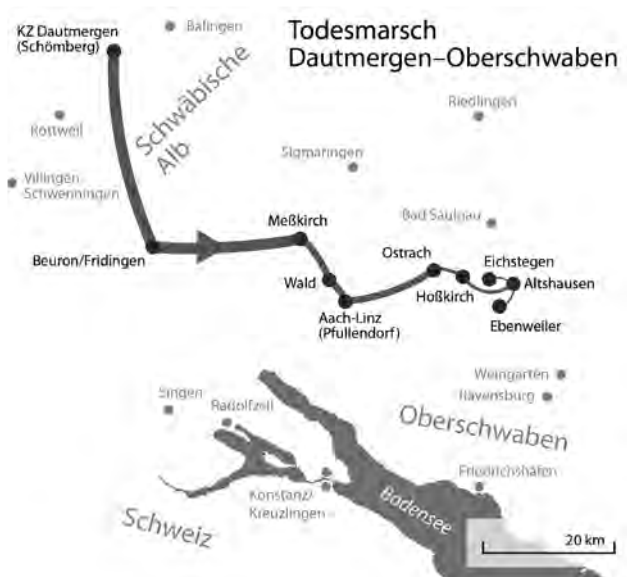 KZ Dautmergen
(Schömberg)
Balingen
Todesmarsch
Dautmergen–Oberschwaben
Schwäbische
Alb
Riedlingen
Rottweil
Sigmaringen
Villingen-
Schwenningen
Bad Saulgau
Meßkirch
Beuron/Fridingen
Ostrach
Eichstegen
Wald
Hoßkirch
Altshausen
Aach-Linz
(Pfullendorf)
Ebenweiler
Weingarten
Ravensburg
Singen
Radolfzell
Oberschwaben
Friedrichshafen
Konstanz/
Kreuzlingen
Bodensee
Schweiz
20 km